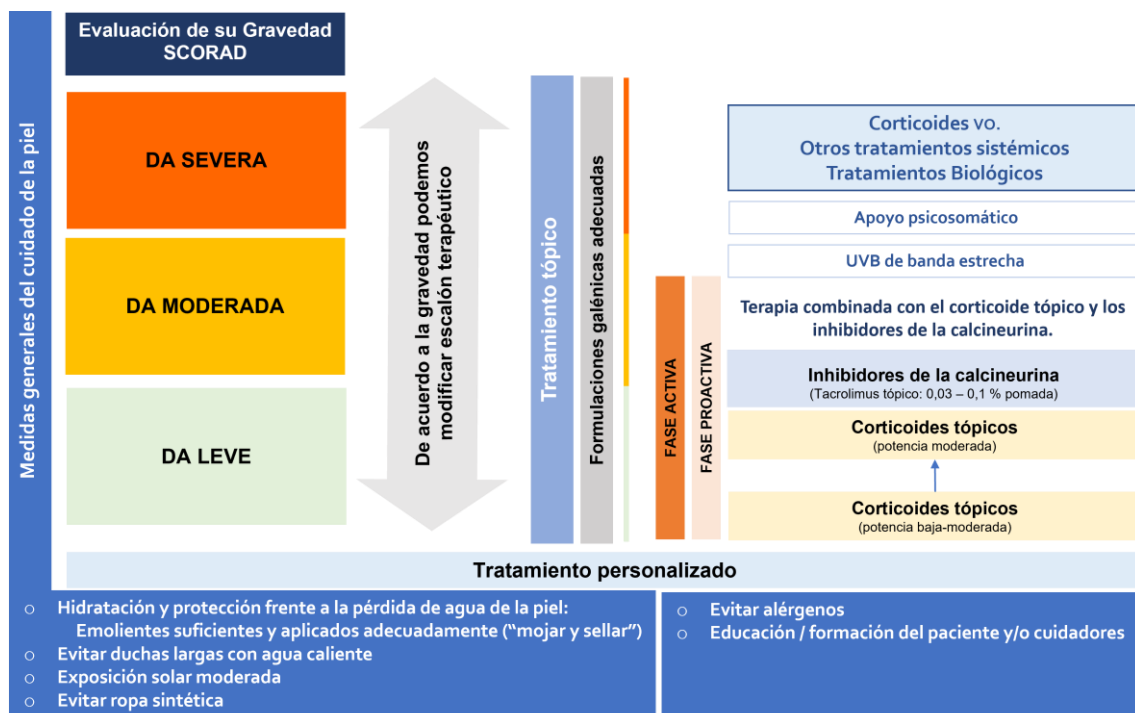 Medidas generales del cuidado de la piel
Evaluación de su Gravedad
SCORAD
DA SEVERA
DA MODERADA
DA LEVE
De acuerdo a la gravedad podemos
modificar escalón terapéutico
Tratamiento tópico
Formulaciones galénicas adecuadas
FASE ACTIVA
FASE PROACTIVA
Corticoides VO.
Otros tratamientos sistémicos
Tratamientos Biológicos
Apoyo psicosomático
UVB de banda estrecha
Terapia combinada con el corticoide tópico y los
inhibidores de la calcineurina.
Inhibidores de la calcineurina
(Tacrolimus tópico: 0,03 – 0,1 % pomada)
Corticoides tópicos
(potencia moderada)
Corticoides tópicos
(potencia baja-moderada)
Tratamiento personalizado
o Hidratación y protección frente a la pérdida de agua de la piel:
Emolientes suficientes y aplicados adecuadamente (“mojar y sellar”)
o Evitar duchas largas con agua caliente
o Exposición solar moderada
o Evitar ropa sintética
o Evitar alérgenos
o Educación / formación del paciente y/o cuidadores